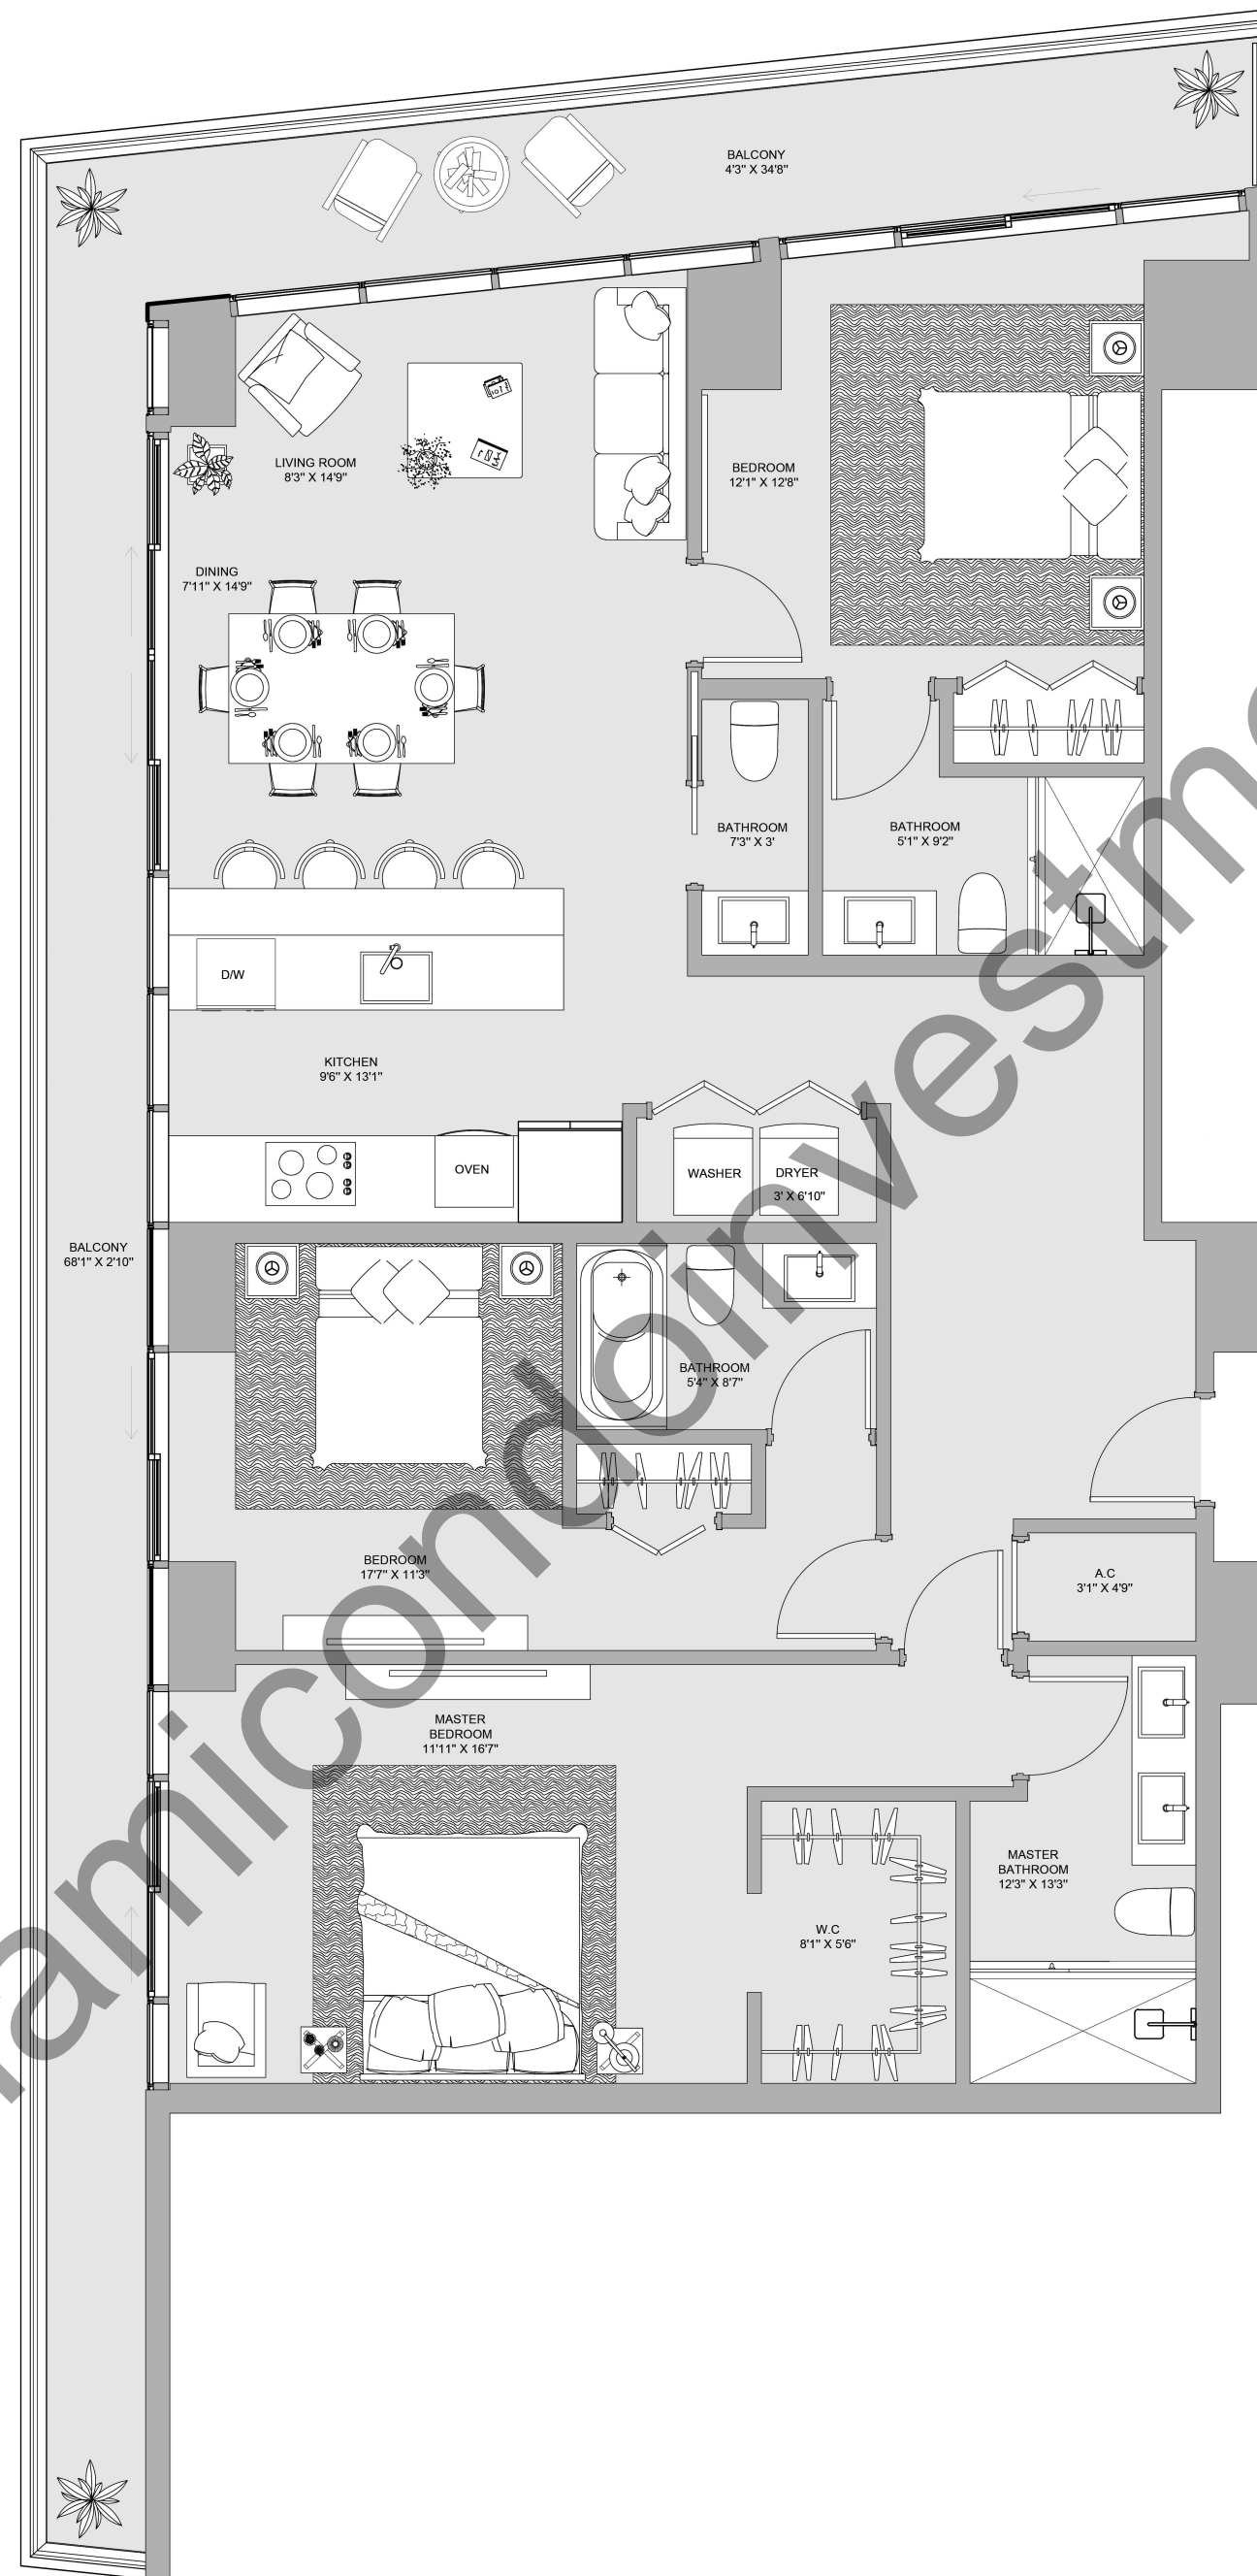 BALCONY
4'3" X 34'8"
LIVING ROOM
8'3" X 14'9"
BEDROOM
12'1" X 12'8"
DINING
7'11" X 14'9"
BATHROOM
7'3" X 3'
BATHROOM
5'1" X 9'2"
D/W
KITCHEN
9'6" X 13'1"
OVEN
WASHER
DRYER
3' X 6'10"
BALCONY
68'1" X 2'10"
BATHROOM
5'4" X 8'7"
BEDROOM
17'7" X 11'3"
A.C
3'1" X 4'9"
MASTER
BEDROOM
11'11" X 16'7"
MASTER
BATHROOM
12'3" X 13'3"
W.C
8'1" X 5'6"
amicondoinvestme